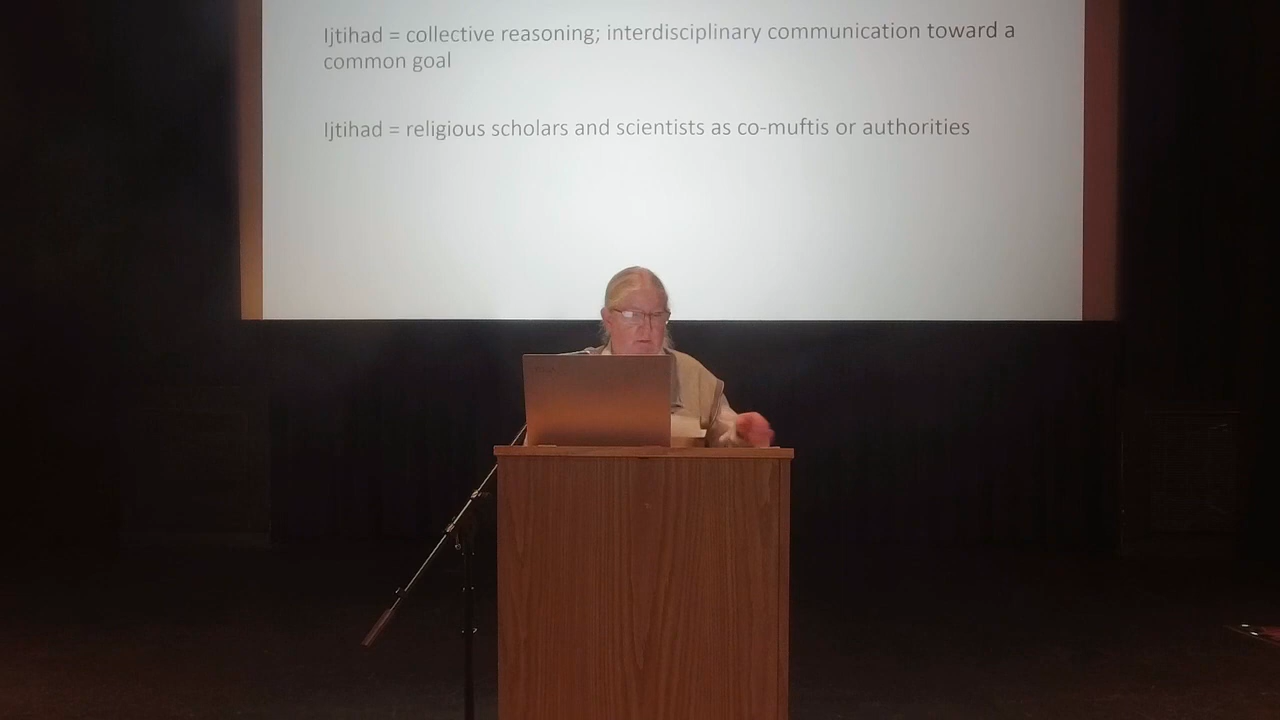 Ijtihad = collective reasoning; interdisciplinary communication toward a
common goal
Ijtihad = religious scholars and scientists as co-muftis or authorities